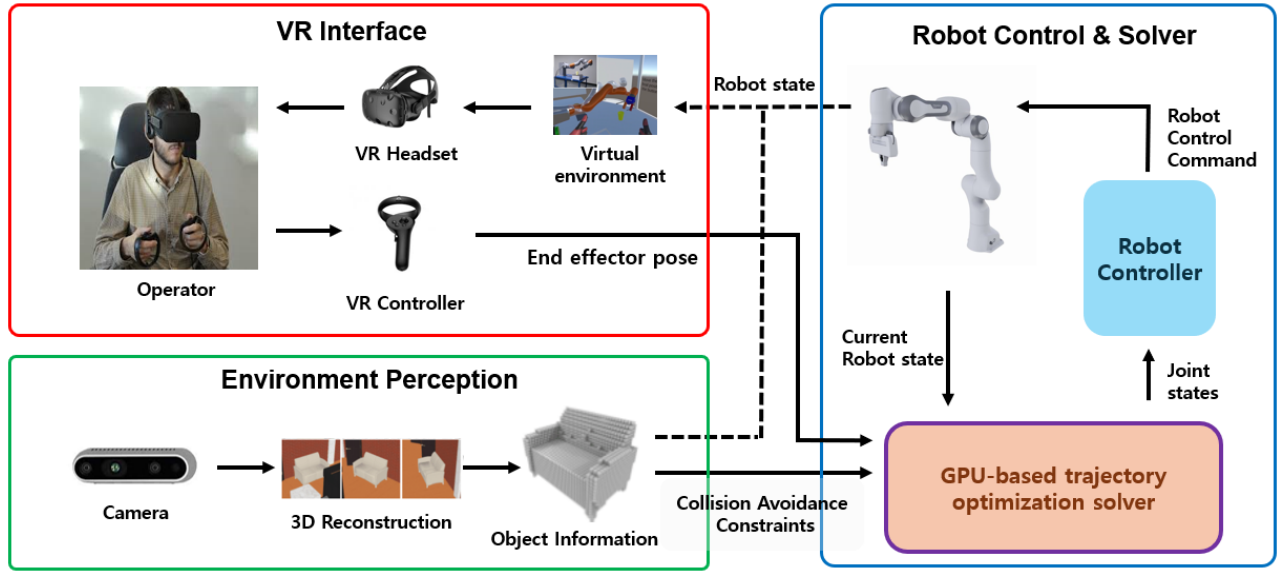 VR Interface
VR Headset
Virtual
environment
Operator
VR Controller
End effector pose
Robot state
Robot Control & Solver
Robot
Control
Command
Robot
Controller
Current
Robot state
Joint
states
GPU-based trajectory
optimization solver
Environment Perception
Camera
3D Reconstruction
Object Information
Collision Avoidance
Constraints